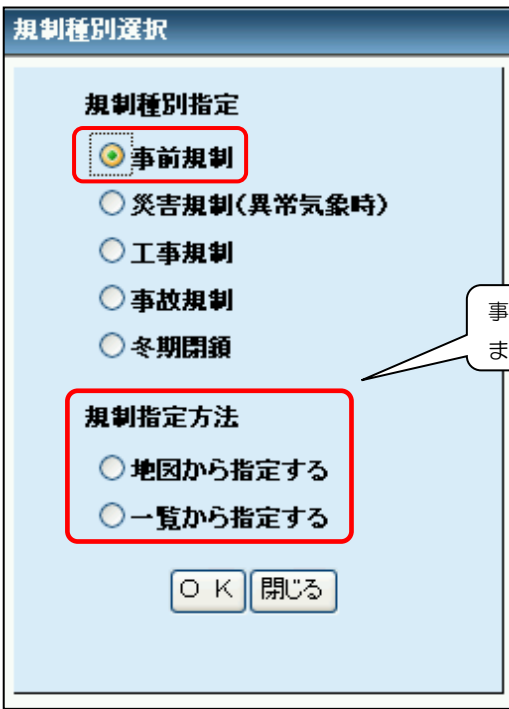 規制種別選択
規制種別指定
事前規制
災害規制(異常気象時)
工事規制
事故規制
冬期閉鎖
事
ま
規制指定方法
地図から指定する
一覧から指定する
OK
閉じる